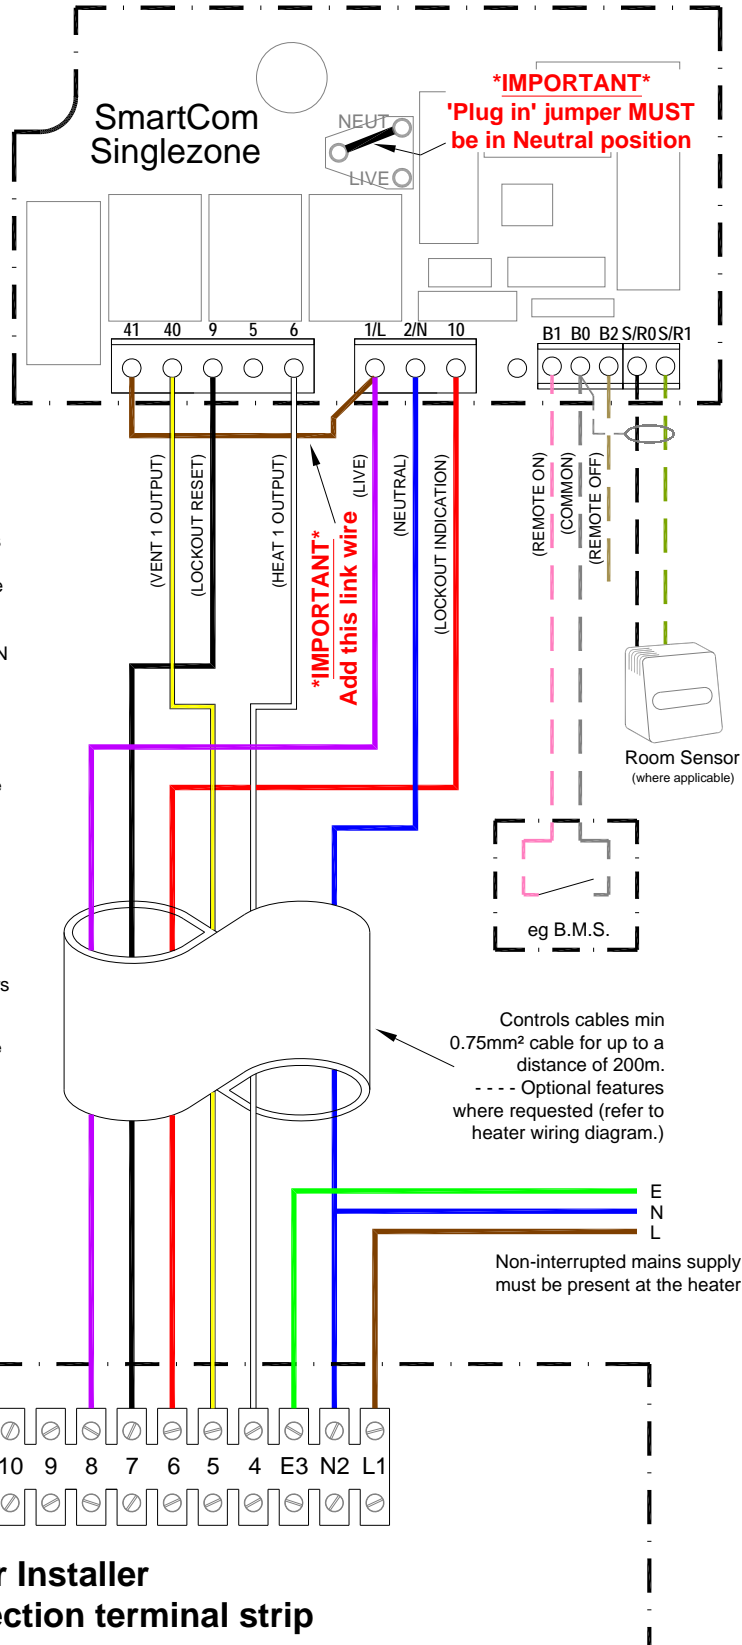 *IMPORTANT*
'Plug in' jumper MUST
be in Neutral position
SmartCom
Singlezone
NEUT
LIVE
41 40 9 5 6 1/L 2/N 10 B1 B0 B2 S/R0 S/R1
(VENT 1 OUTPUT)
(LOCKOUT RESET)
(HEAT 1 OUTPUT)
*IMPORTANT*
Add this link wire
(LIVE)
(NEUTRAL)
(LOCKOUT INDICATION)
(REMOTE ON)
(COMMON)
(REMOTE OFF)
s
e
N
e
Room Sensor
(where applicable)
eg B.M.S.
rs
e
Controls cables min
0.75mm² cable for up to a
distance of 200m.
- - - - Optional features
where requested (refer to
heater wiring diagram.)
E
N
L
Non-interrupted mains supply
must be present at the heater
10 9 8 7 6 5 4 E3 N2 L1
r Installer
ection terminal strip